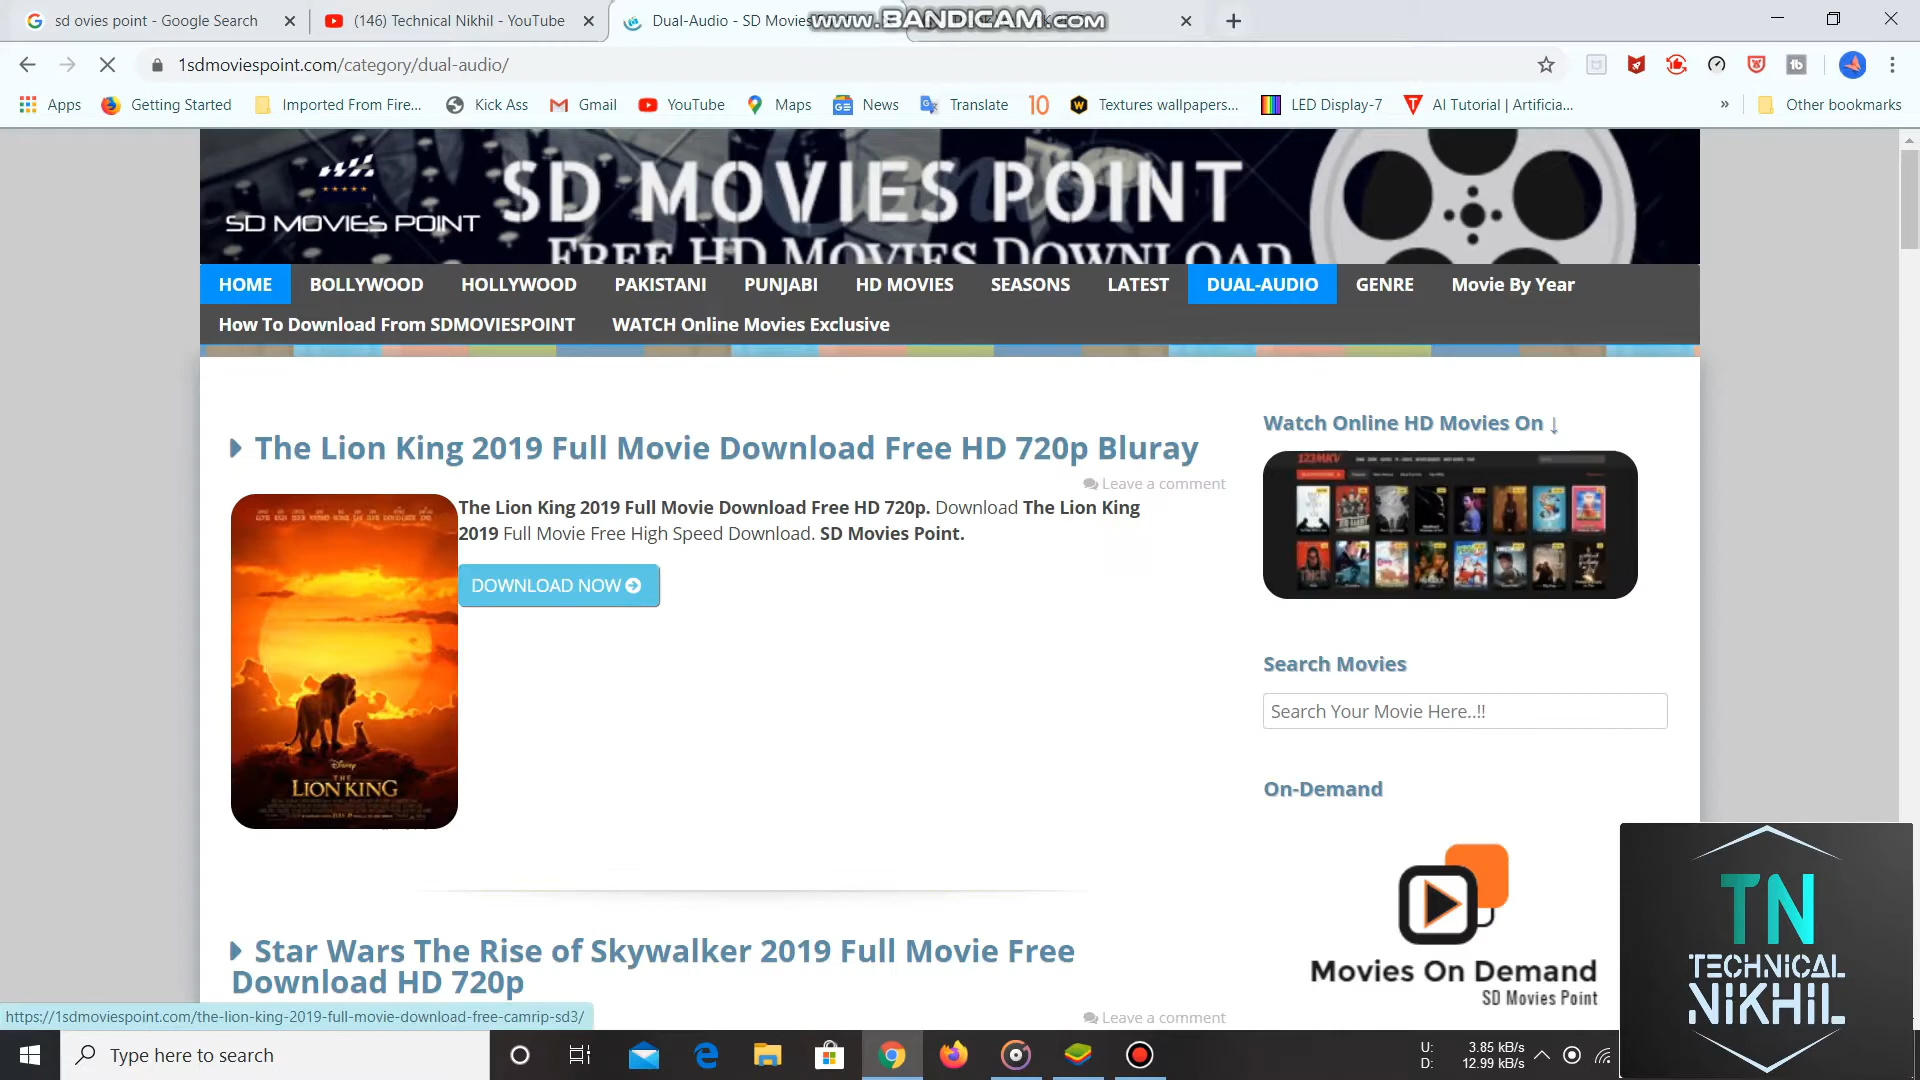 sd ovies point - Google Search
(146) Technical Nikhil - YouTube
Dual-Audio - SD Movies
www.BANDICAM.com
1sdmoviespoint.com/category/dual-audio/
Apps
Getting Started
Imported From Fire...
Kick Ass
Gmail
YouTube
Maps
News
Translate
10
Textures wallpapers...
LED Display-7
AI Tutorial | Artificia...
»
Other bookmarks
SD MOVIES POINT
SD MOVIES POINT
FREE HD MOVIES DOWNLOAD
HOME
BOLLYWOOD
HOLLYWOOD
PAKISTANI
PUNJABI
HD MOVIES
SEASONS
LATEST
DUAL-AUDIO
GENRE
Movie By Year
How To Download From SDMOVIESPOINT
WATCH Online Movies Exclusive
The Lion King 2019 Full Movie Download Free HD 720p Bluray
Leave a comment
The Lion King 2019 Full Movie Download Free HD 720p. Download The Lion King
2019 Full Movie Free High Speed Download. SD Movies Point.
DOWNLOAD NOW
Disney
THE
LION KING
Watch Online HD Movies On ↓
123MKV
Search Movies
Search Your Movie Here..!!
On-Demand
Movies On Demand
SD Movies Point
Star Wars The Rise of Skywalker 2019 Full Movie Free
Download HD 720p
Leave a comment
https://1sdmoviespoint.com/the-lion-king-2019-full-movie-download-free-camrip-sd3/
TN
TECHNICAL
NIKHIL
Type here to search
U: 3.85 kB/s
D: 12.99 kB/s